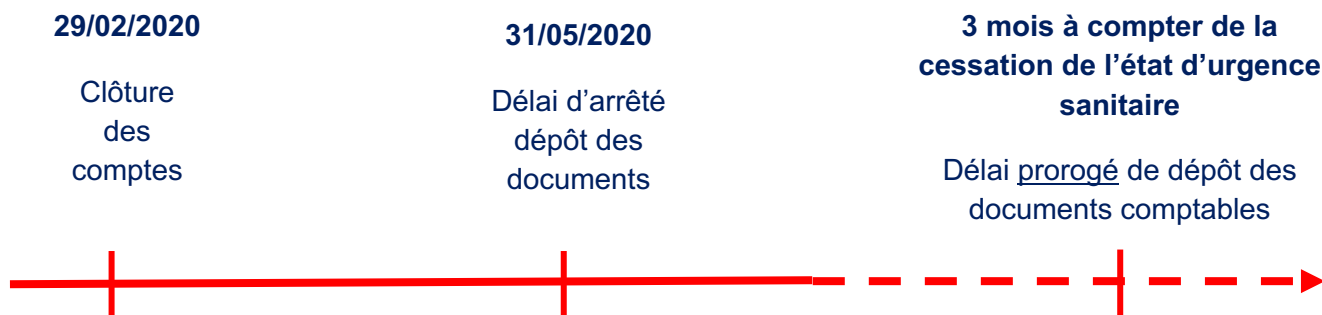 29/02/2020
Clôture
des
comptes
31/05/2020
Délai d’arrêté
dépôt des
documents
3 mois à compter de la
cessation de l’état d’urgence
sanitaire
Délai prorogé de dépôt des
documents comptables